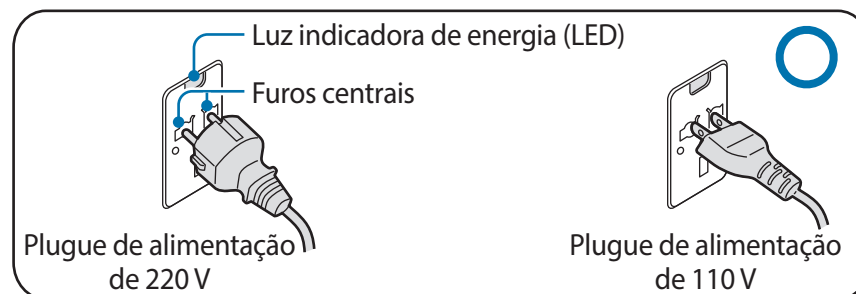 Luz indicadora de energia (LED)
Furos centrais
Plugue de alimentação
de 220 V
Plugue de alimentação
de 110 V